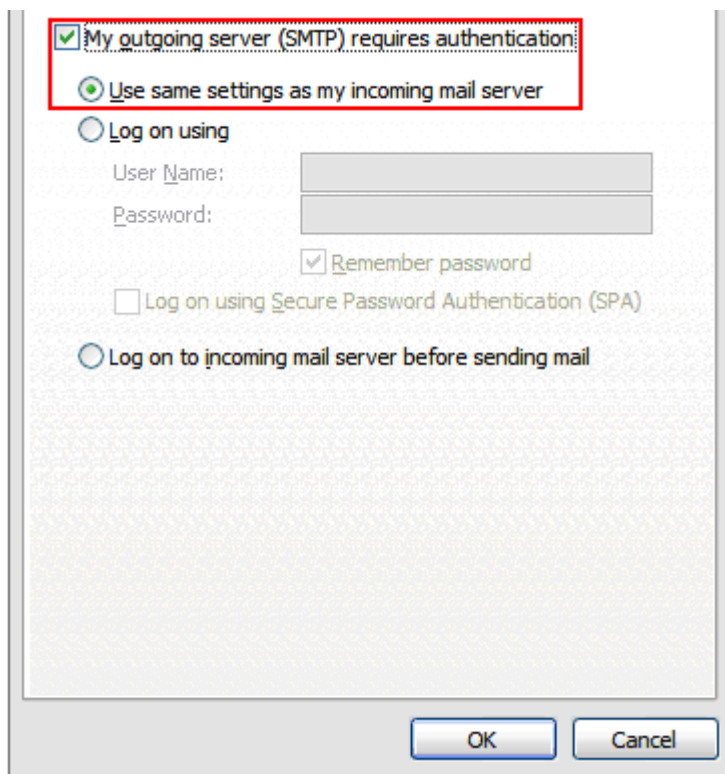 My outgoing server (SMTP) requires authentication
Use same settings as my incoming mail server
Log on using
User Name:
Password:
Remember password
Log on using Secure Password Authentication (SPA)
Log on to incoming mail server before sending mail
OK Cancel